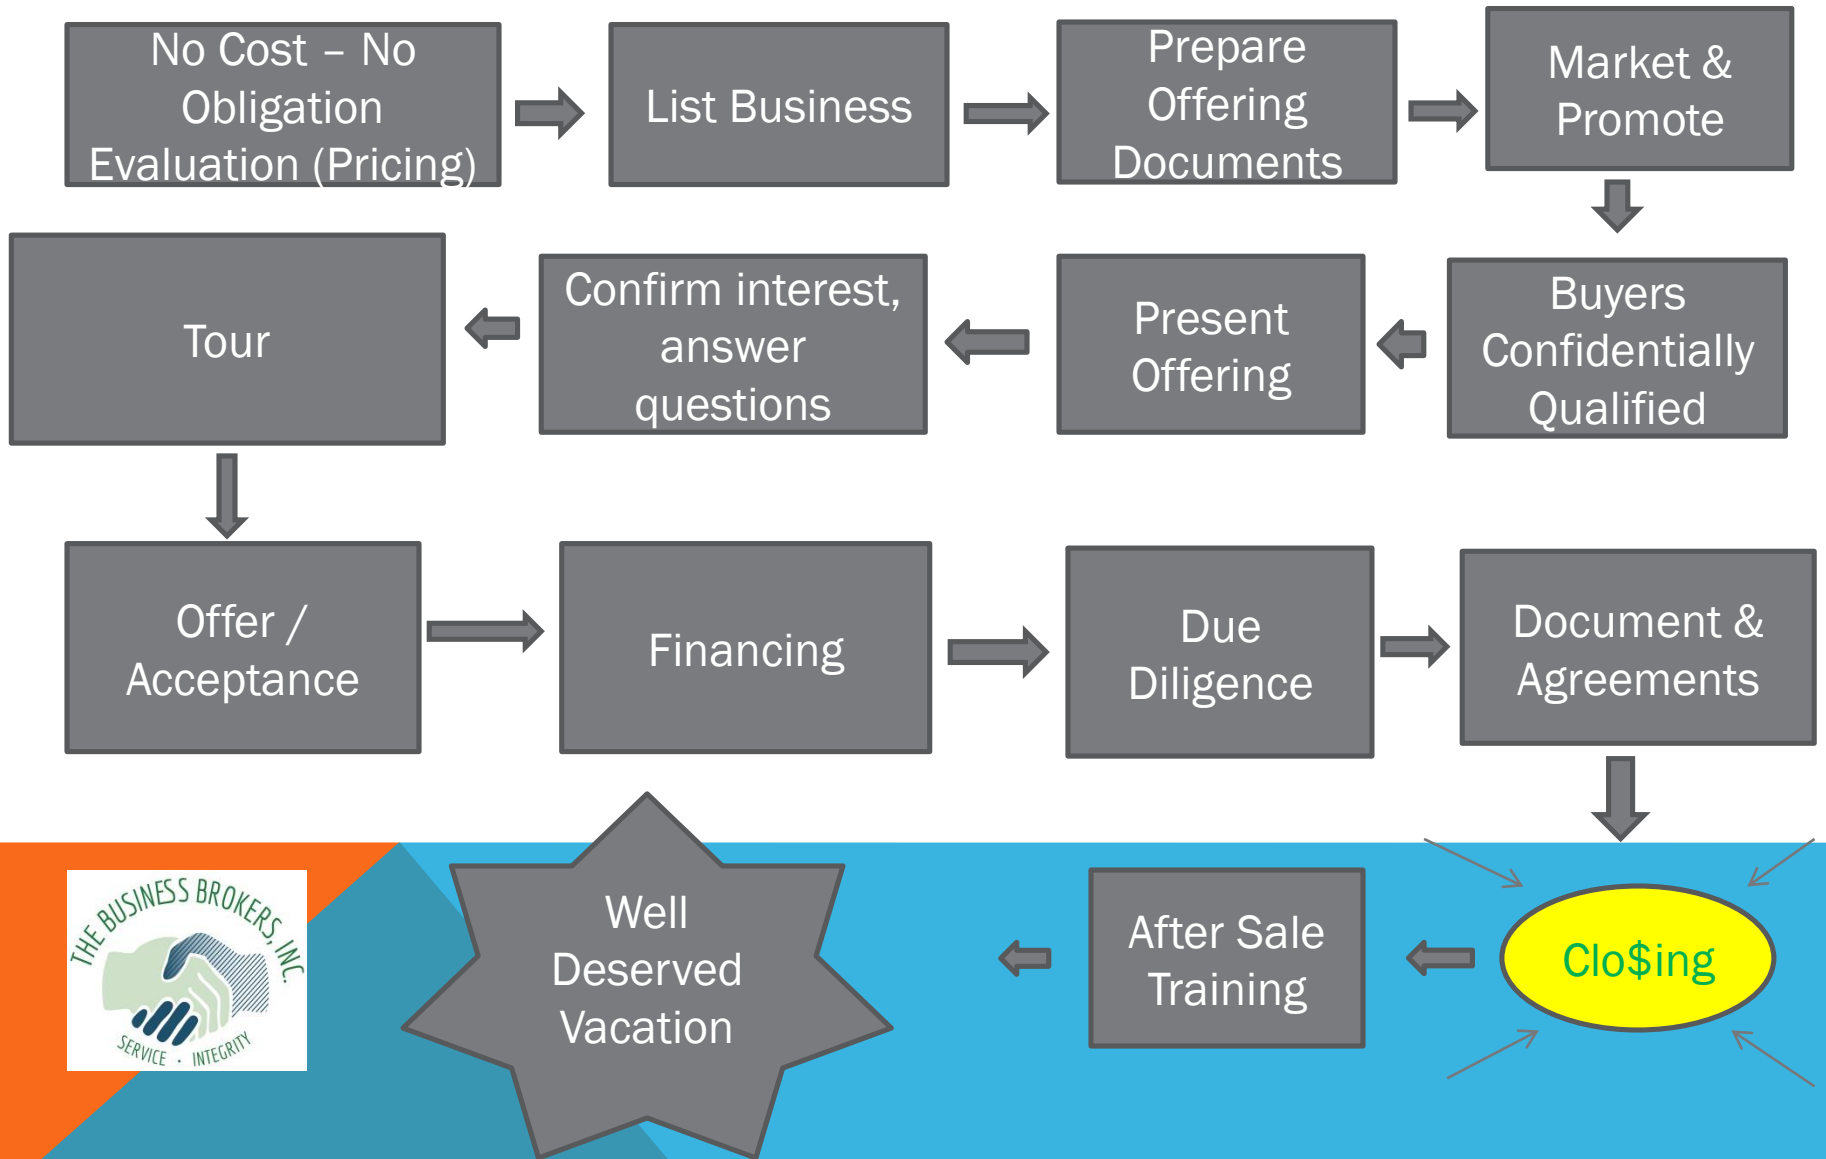 No Cost – No
Obligation
Evaluation (Pricing)
List Business
Prepare
Offering
Documents
Market &
Promote
Buyers
Confidentially
Qualified
Present
Offering
Confirm interest,
answer
questions
Tour
Offer /
Acceptance
Financing
Due
Diligence
Document &
Agreements
Clo$ing
After Sale
Training
Well
Deserved
Vacation
THE BUSINESS BROKERS, INC.
SERVICE · INTEGRITY